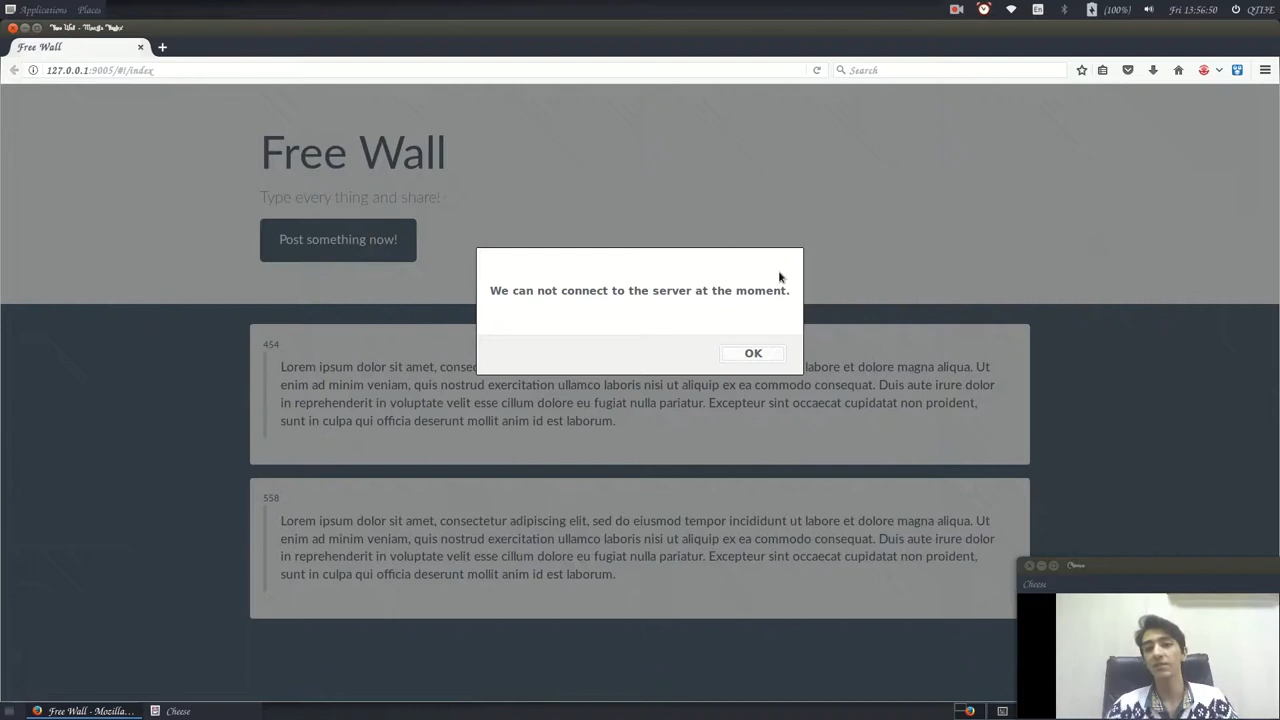 Applications Places
En
(100%)
Fri 13:56:50
QTI3E
Free Wall - Mozilla Firefox
Free Wall
127.0.0.1:9005/#!/index
Search
Free Wall
Type every thing and share!
Post something now!
We can not connect to the server at the moment.
OK
454
Lorem ipsum dolor sit amet, consec labore et dolore magna aliqua. Ut
enim ad minim veniam, quis nostrud exercitation ullamco laboris nisi ut aliquip ex ea commodo consequat. Duis aute irure dolor
in reprehenderit in voluptate velit esse cillum dolore eu fugiat nulla pariatur. Excepteur sint occaecat cupidatat non proident,
sunt in culpa qui officia deserunt mollit anim id est laborum.
558
Lorem ipsum dolor sit amet, consectetur adipiscing elit, sed do eiusmod tempor incididunt ut labore et dolore magna aliqua. Ut
enim ad minim veniam, quis nostrud exercitation ullamco laboris nisi ut aliquip ex ea commodo consequat. Duis aute irure dolor
in reprehenderit in voluptate velit esse cillum dolore eu fugiat nulla pariatur. Excepteur sint occaecat cupidatat non proident,
sunt in culpa qui officia deserunt mollit anim id est laborum.
Cheese
Cheese
Free Wall - Mozilla...
Cheese